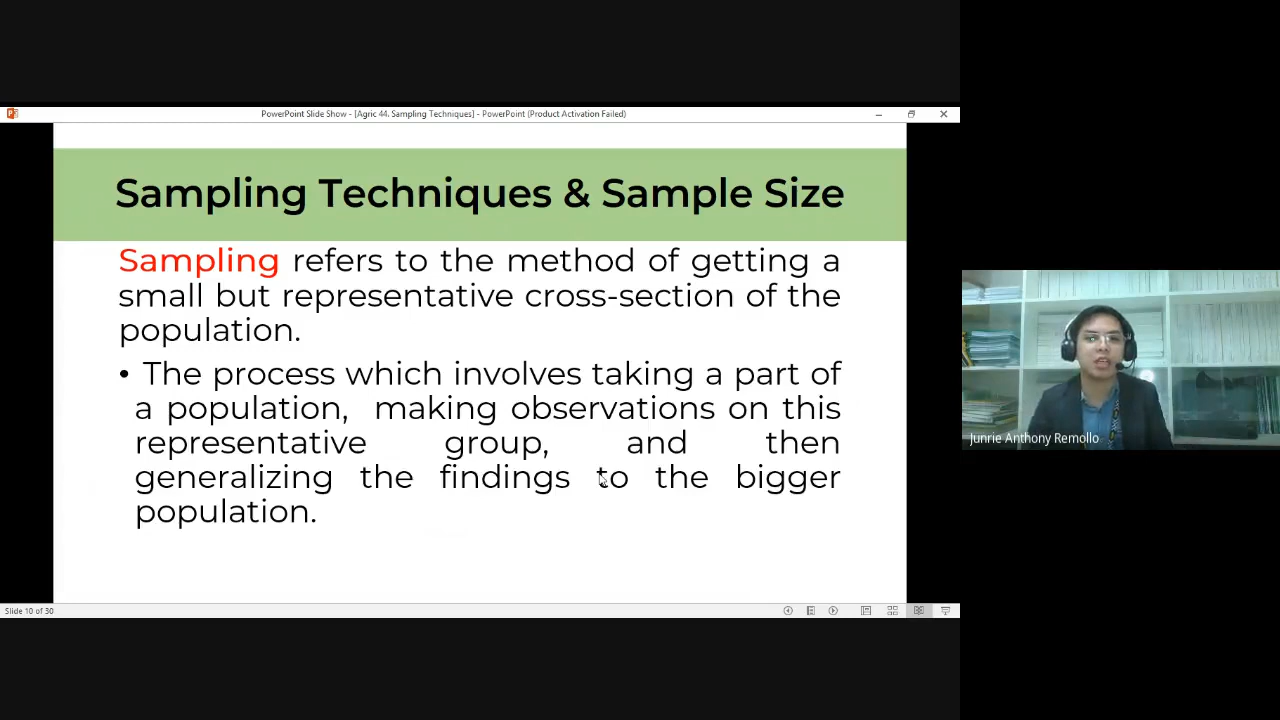 PowerPoint Slide Show - [Agric 44. Sampling Techniques] - PowerPoint (Product Activation Failed)
Sampling Techniques & Sample Size
Sampling refers to the method of getting a
small but representative cross-section of the
population.
• The process which involves taking a part of
a population, making observations on this
representative group, and then
generalizing the findings to the bigger
population.
Junrie Anthony Remollo
Slide 10 of 30